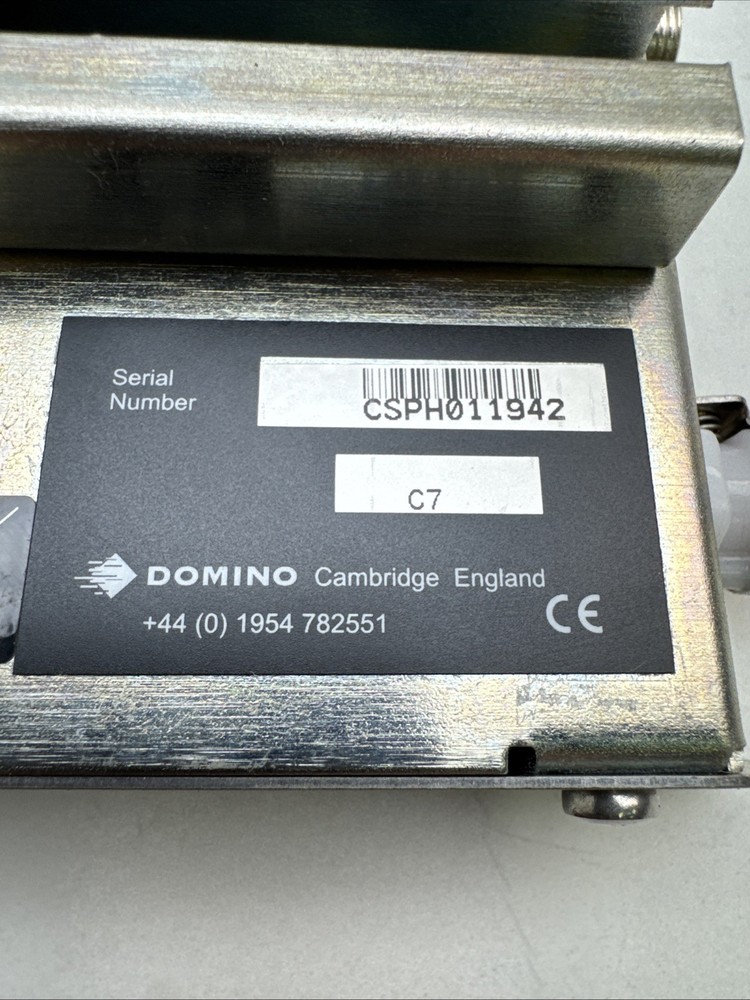 Serial
Number
CSPH011942
C7
DOMINO Cambridge England
+44 (0) 1954 782551
CE